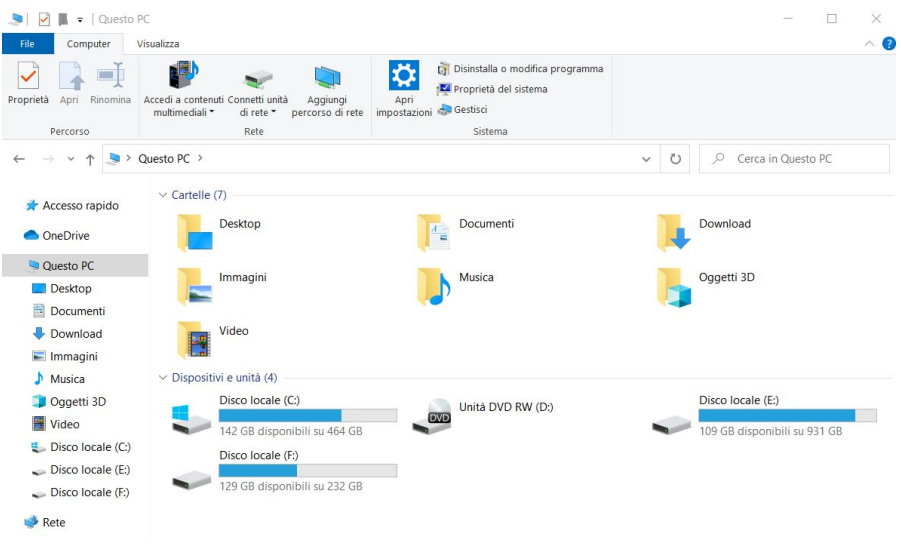 Questo PC
File Computer Visualizza
Proprietà Apri Rinomina Accedi a contenuti multimediali Connetti unità di rete Aggiungi percorso di rete Apri impostazioni
Disinstalla o modifica programma
Proprietà del sistema
Gestisci
Percorso Rete Sistema
Questo PC
Cerca in Questo PC
Accesso rapido
OneDrive
Questo PC
Desktop
Documenti
Download
Immagini
Musica
Oggetti 3D
Video
Disco locale (C:)
Disco locale (E:)
Disco locale (F:)
Rete
Cartelle (7)
Desktop Documenti Download
Immagini Musica Oggetti 3D
Video
Dispositivi e unità (4)
Disco locale (C:)
142 GB disponibili su 464 GB
Unità DVD RW (D:)
DVD
Disco locale (E:)
109 GB disponibili su 931 GB
Disco locale (F:)
129 GB disponibili su 232 GB